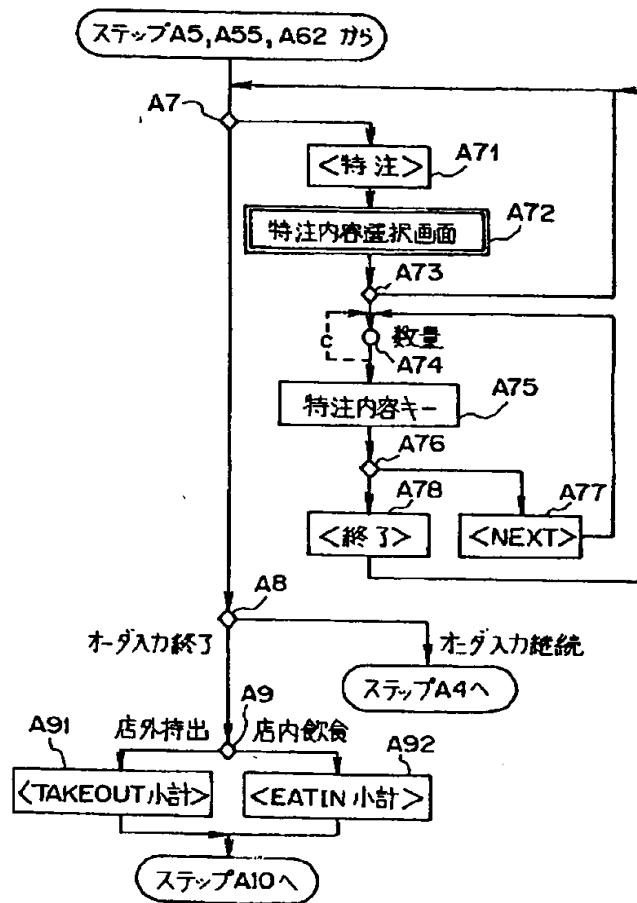 ステップA5,A55,A62 から
A7
A71
<特注>
A72
特注内容選択画面
A73
C
数量
A74
A75
特注内容キー
A76
A78
A77
<終了>
<NEXT>
A8
オーダ入力終了
オーダ入力継続
ステップA4へ
A9
A91
店外持出
店内飲食
A92
<TAKEOUT小計>
<EATIN小計>
ステップA10へ